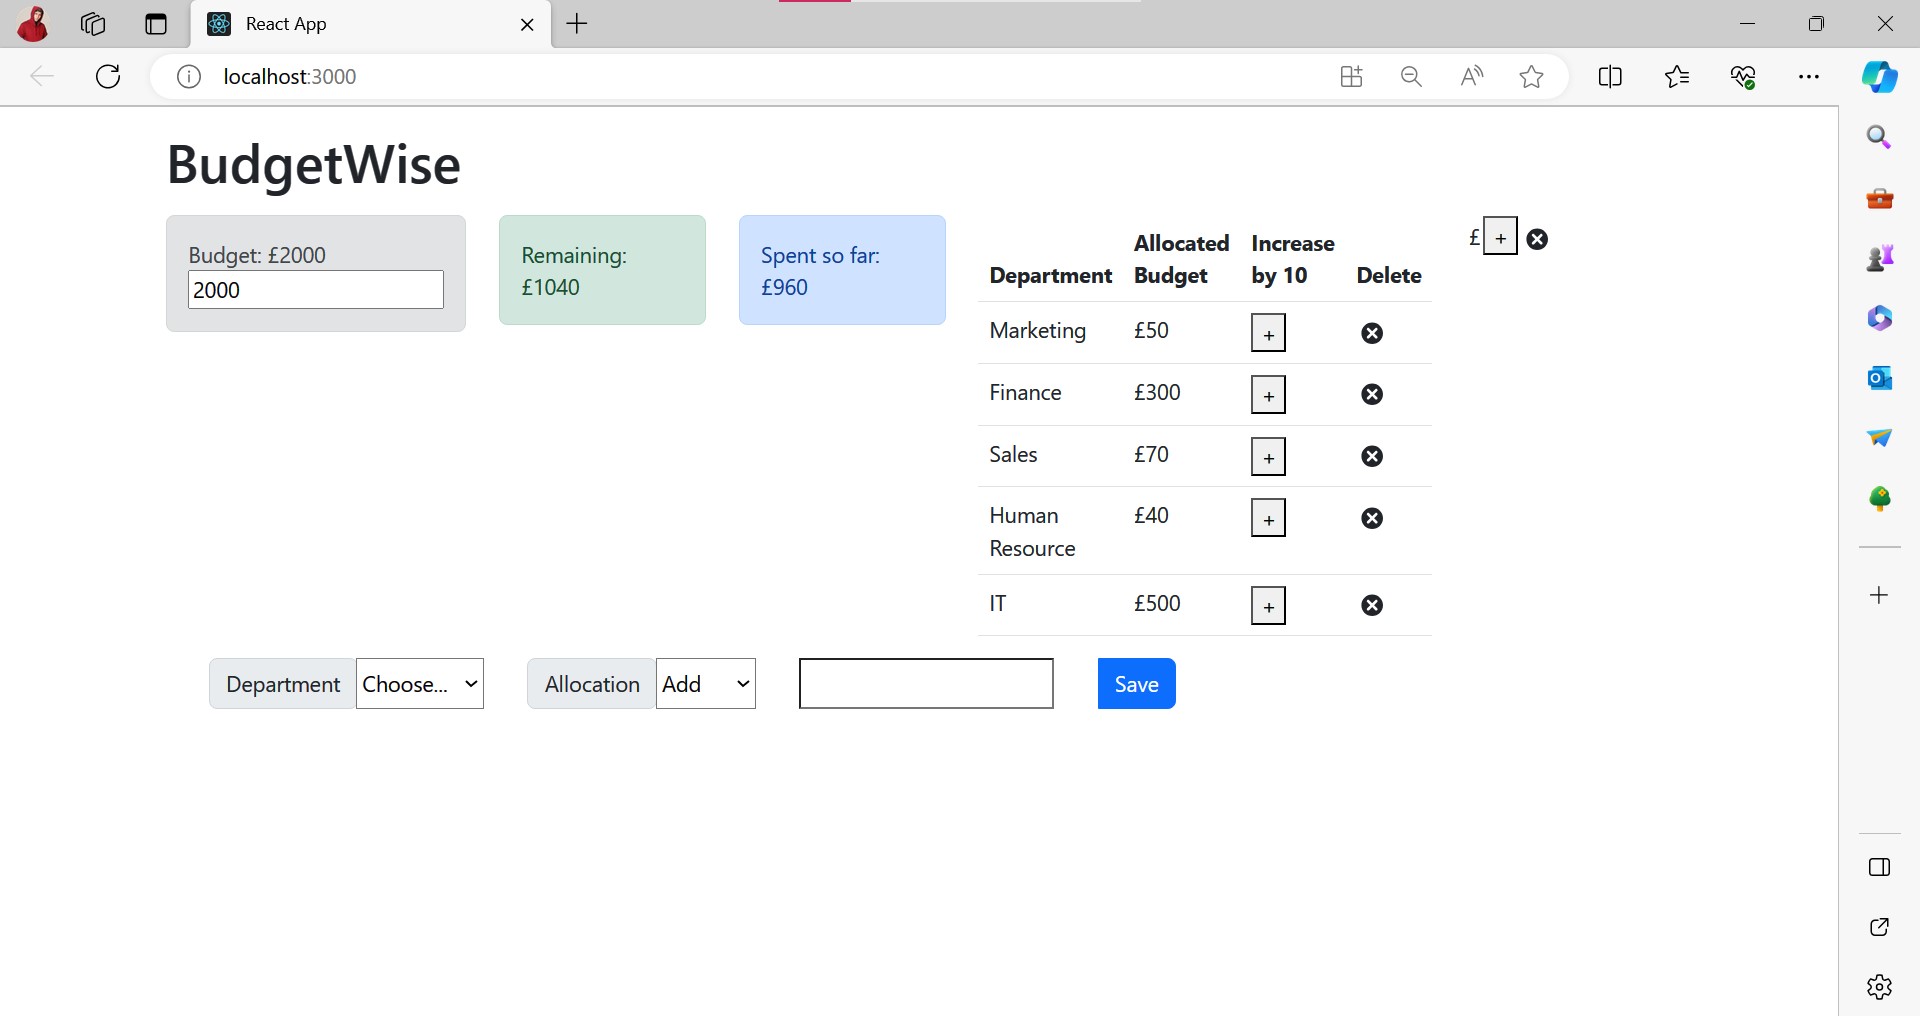 React App
localhost:3000
BudgetWise
Budget: £2000
2000
Remaining:
£1040
Spent so far:
£960
Department Allocated Budget Increase by 10 Delete
£ +
Marketing £50 +
Finance £300 +
Sales £70 +
Human Resource £40 +
IT £500 +
Department Choose... Allocation Add Save